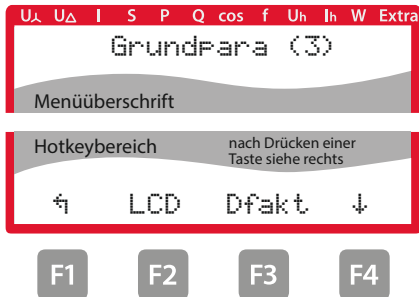 U⅄ U△ I S P Q cos f Uh Ih W Extra
Grundpara (3)
Menüüberschrift
Hotkeybereich
nach Drücken einer
Taste siehe rechts
↰ LCD Dfakt ↓
F1 F2 F3 F4